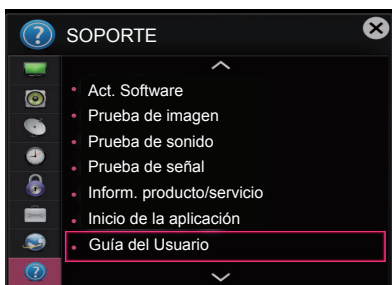 SOPORTE
Act. Software
Prueba de imagen
Prueba de sonido
Prueba de señal
Inform. producto/servicio
Inicio de la aplicación
Guía del Usuario